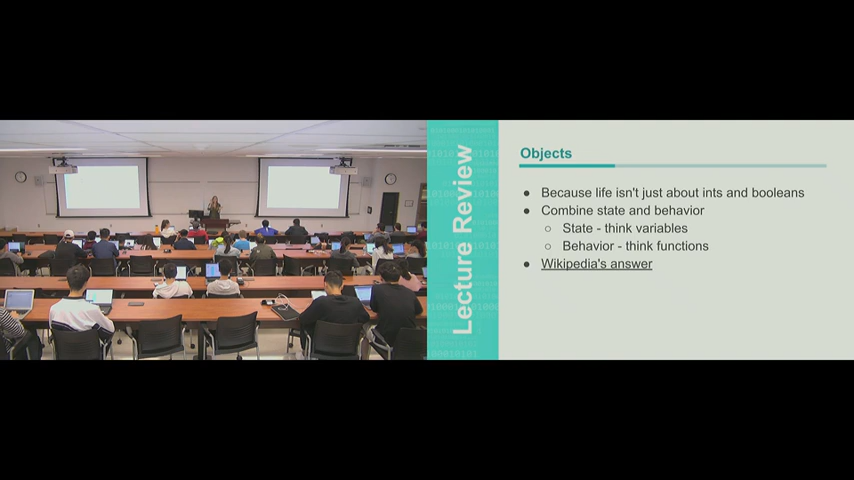 Lecture Review
Objects
● Because life isn't just about ints and booleans
● Combine state and behavior
○ State - think variables
○ Behavior - think functions
● Wikipedia's answer